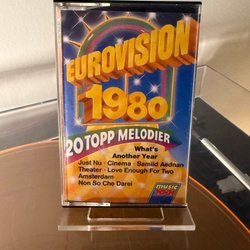 EUROVISION
1980
20 TOPP MELODIER
What's
Another Year
Just Nu · Cinema · Samiid Aednan
Theater · Love Enough For Two
Amsterdam
Non So Che Darei
music